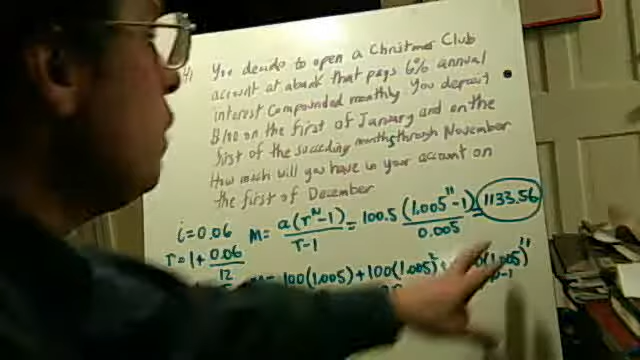 4) You decide to open a Christmas Club
account at a bank that pays 6% annual
interest compounded monthly. You deposit
$100 on the first of January and on the
first of the succeeding months through November
How much will you have in your account on
the first of December
i=0.06 M = a(r^N-1)/(r-1) = 100.5 (1.005^11-1)/0.005 = 1133.56
r=1+0.06/12
100(1.005)+100(1.005)^2+ (1.005)^11